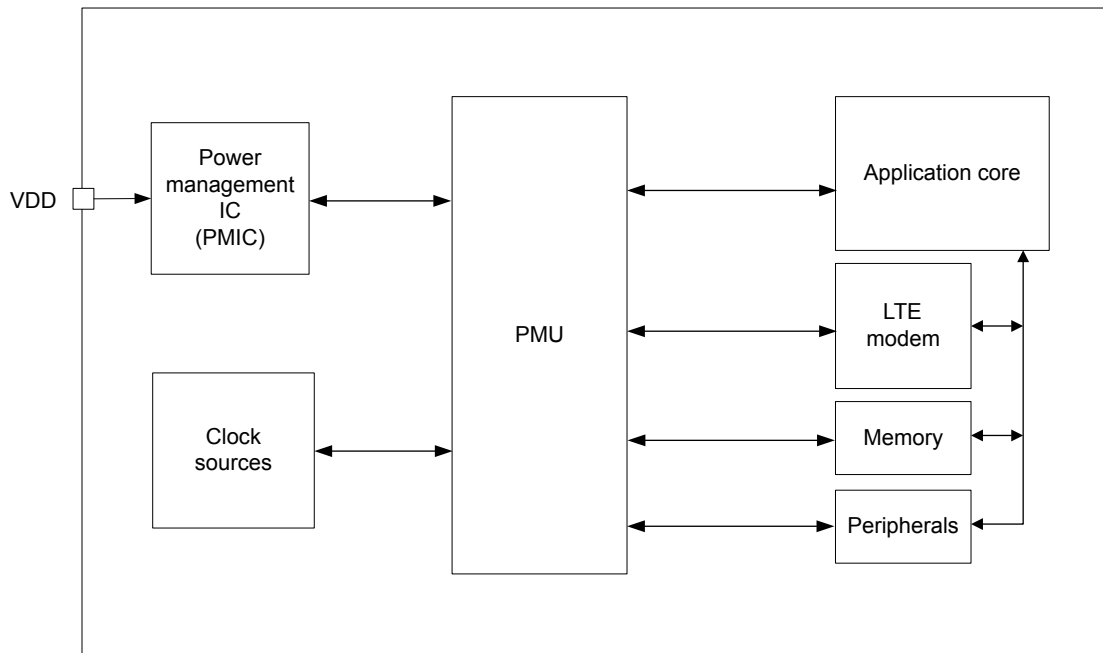 VDD
Power
management
IC
(PMIC)
Clock
sources
PMU
Application core
LTE
modem
Memory
Peripherals